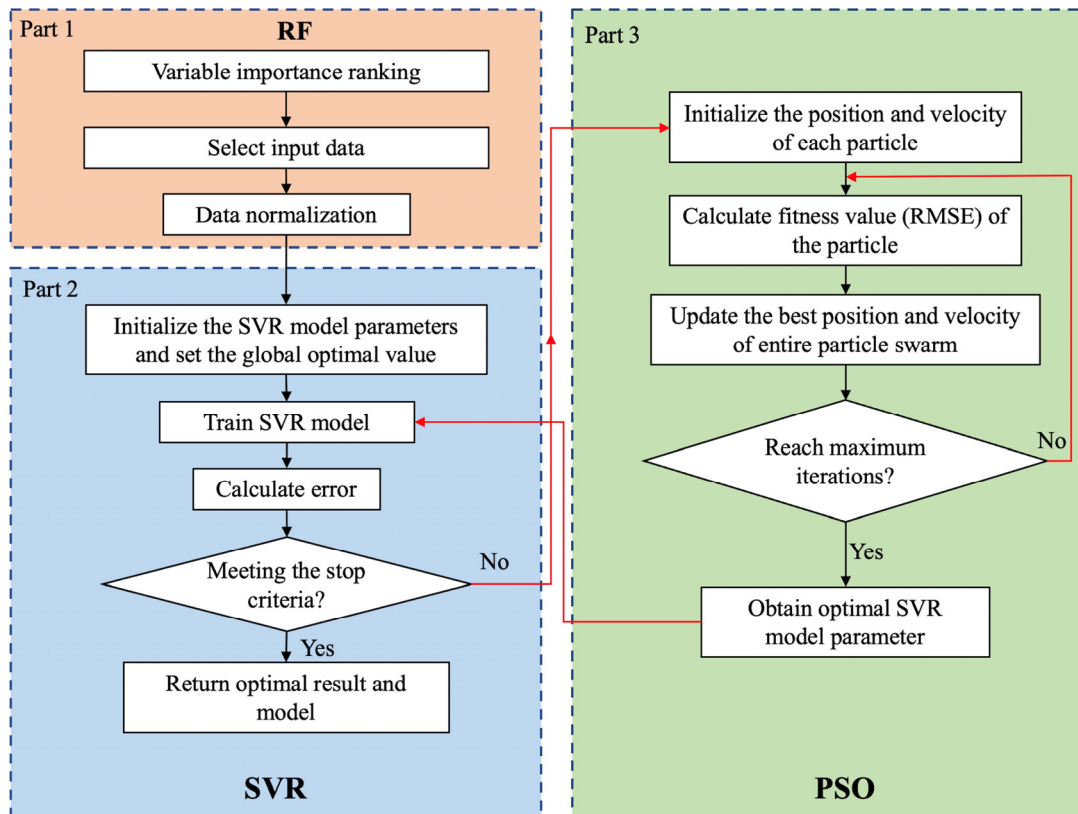 Part 1
RF
Variable importance ranking
Select input data
Data normalization
Part 2
Initialize the SVR model parameters
and set the global optimal value
Train SVR model
Calculate error
Meeting the stop
criteria?
No
Yes
Return optimal result and
model
SVR
Part 3
Initialize the position and velocity
of each particle
Calculate fitness value (RMSE) of
the particle
Update the best position and velocity
of entire particle swarm
Reach maximum
iterations?
No
Yes
Obtain optimal SVR
model parameter
PSO